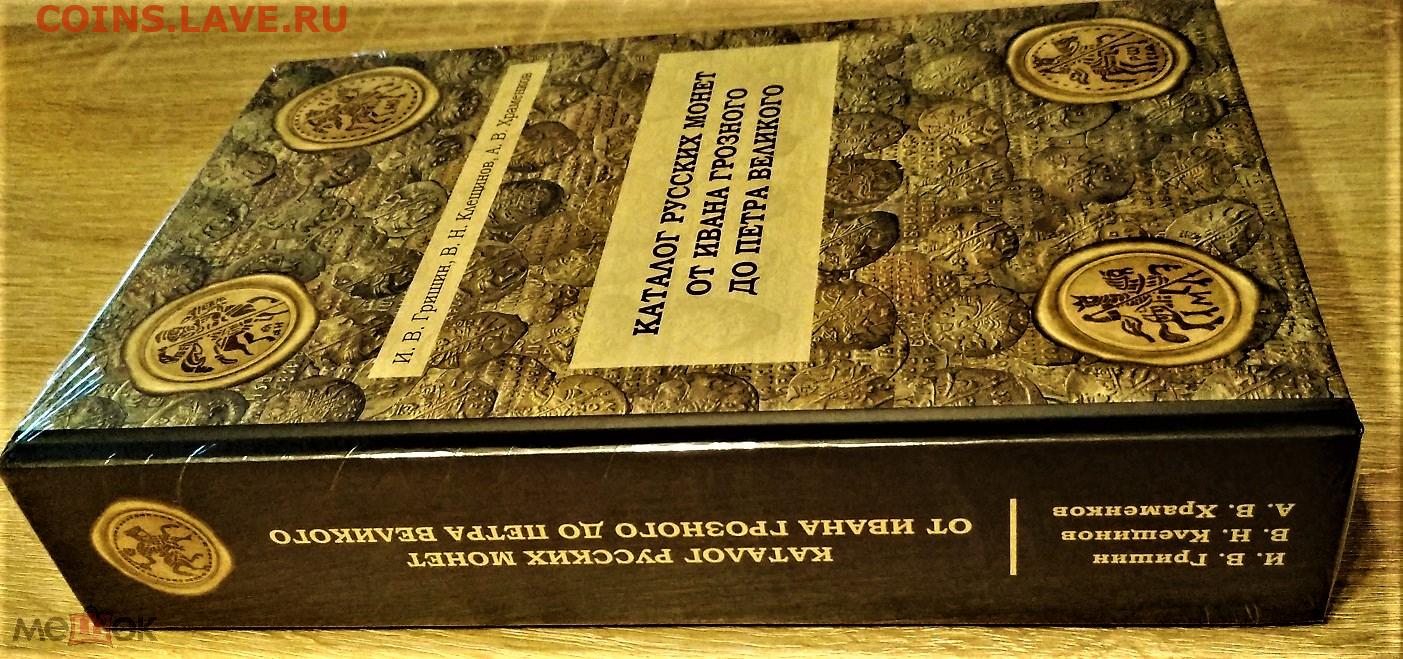 COINS.LAVE.RU
И. В. Гришин, В. Н. Клещинов, А. В. Храменков
КАТАЛОГ РУССКИХ МОНЕТ
ОТ ИВАНА ГРОЗНОГО
ДО ПЕТРА ВЕЛИКОГО
И. В. Гришин
В. Н. Клещинов
А. В. Храменков
КАТАЛОГ РУССКИХ МОНЕТ
ОТ ИВАНА ГРОЗНОГО ДО ПЕТРА ВЕЛИКОГО
мешок